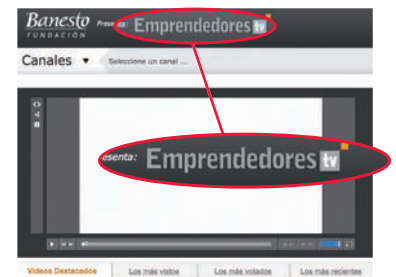 Banesto Presenta: Emprendedores tv
FUNDACIÓN
Canales ▼ Seleccione un canal ...
esenta: Emprendedores tv
Videos Destacados Los más vistos Los más votados Los más recientes